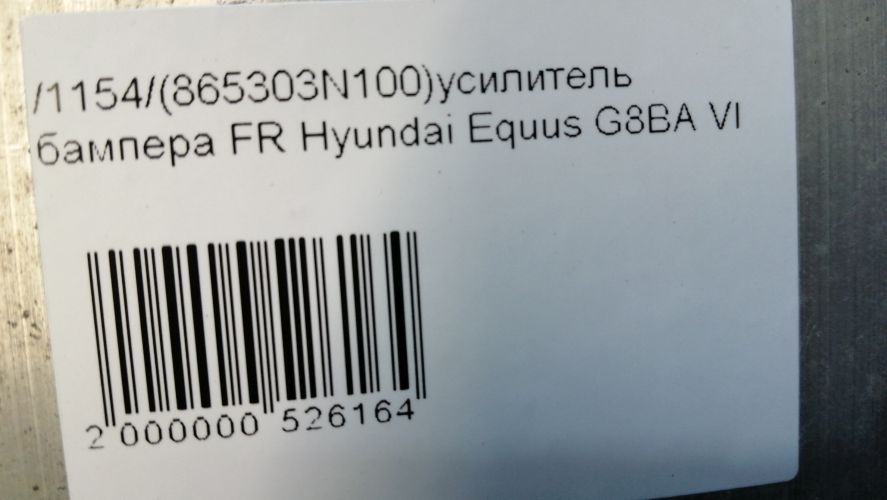 /1154/(865303N100)усилитель
бампера FR Hyundai Equus G8BA VI
2 000000 526164